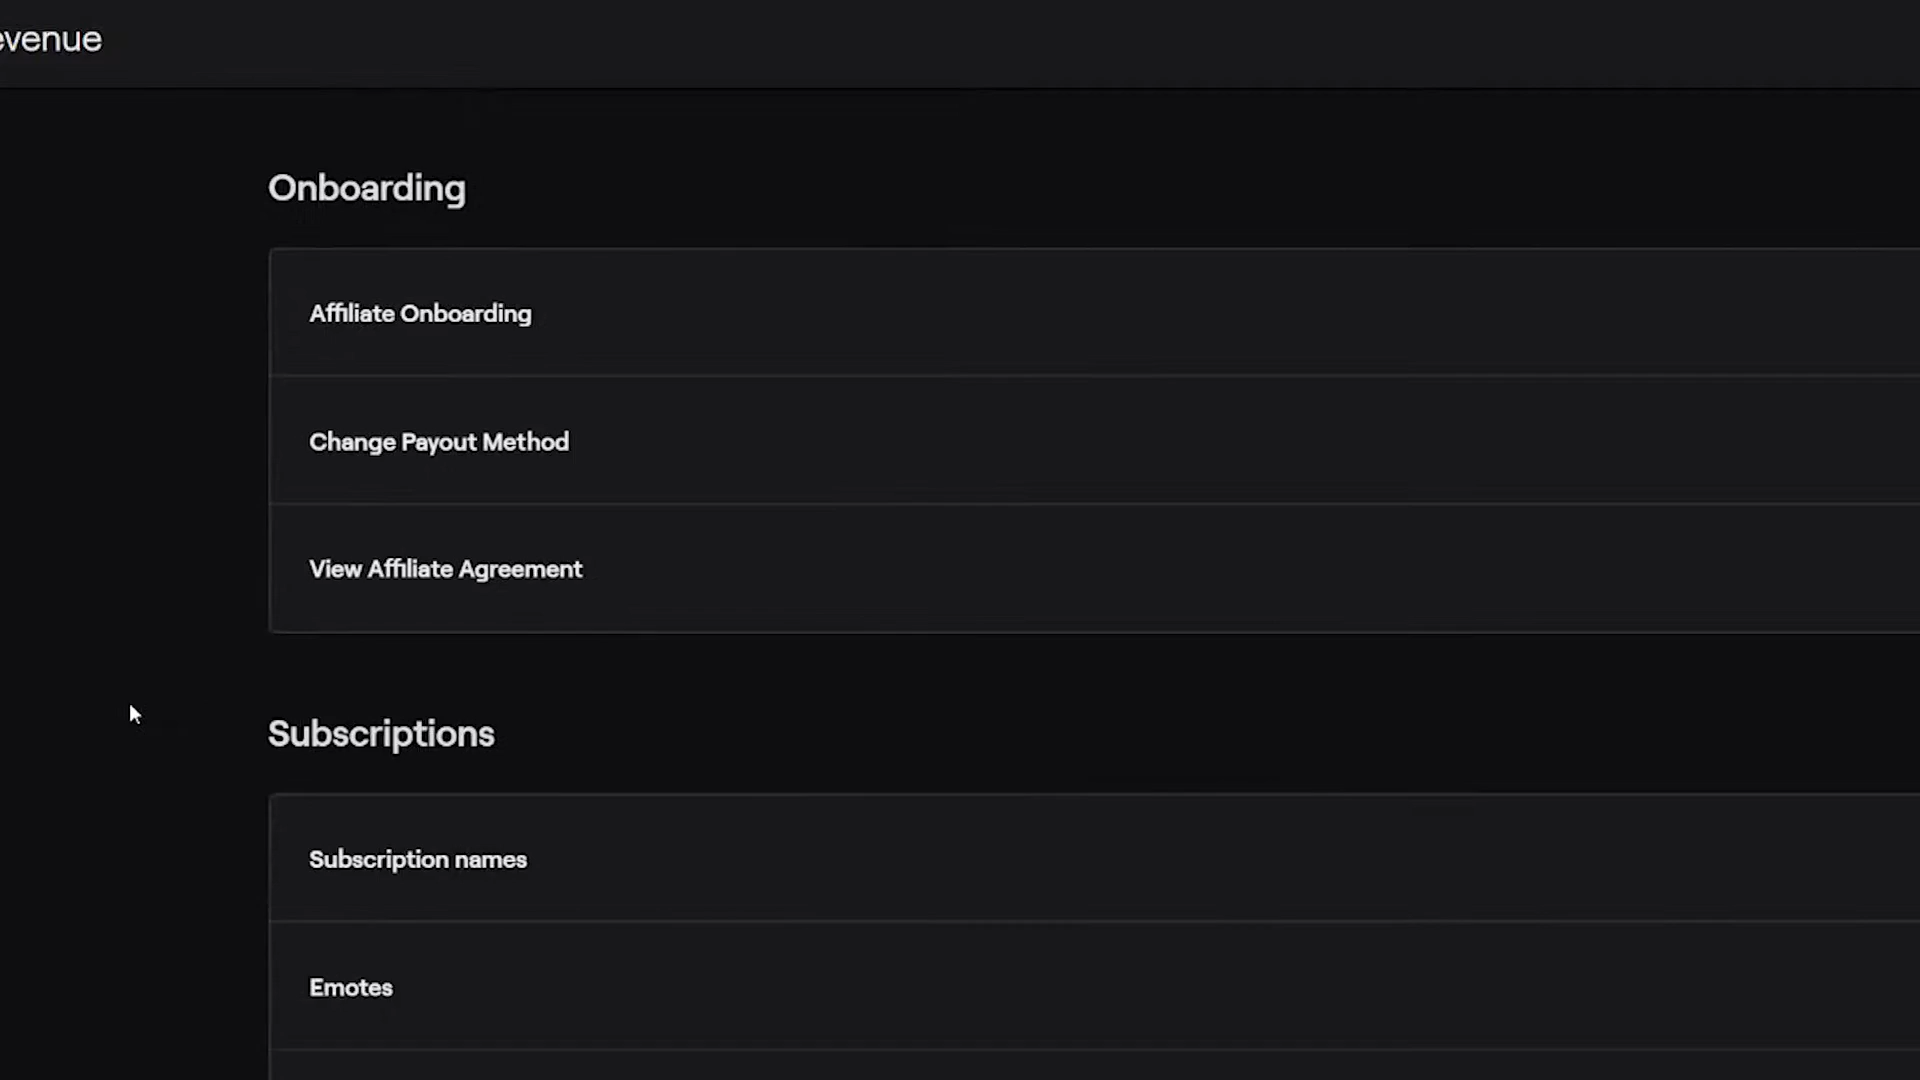 evenue
Onboarding
Affiliate Onboarding
Change Payout Method
View Affiliate Agreement
Subscriptions
Subscription names
Emotes